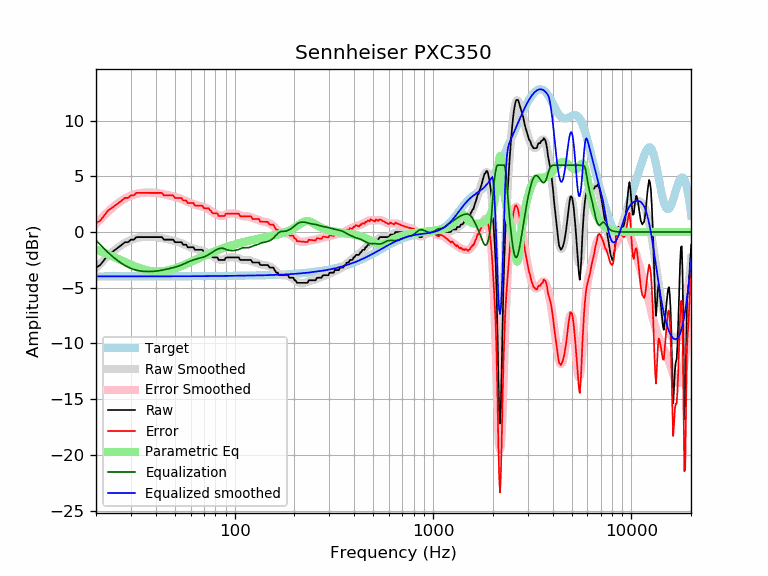 Sennheiser PXC350
10
5
0
−5
−10
−15
−20
−25
Amplitude (dBr)
Target
Raw Smoothed
Error Smoothed
Raw
Error
Parametric Eq
Equalization
Equalized smoothed
100
1000
10000
Frequency (Hz)